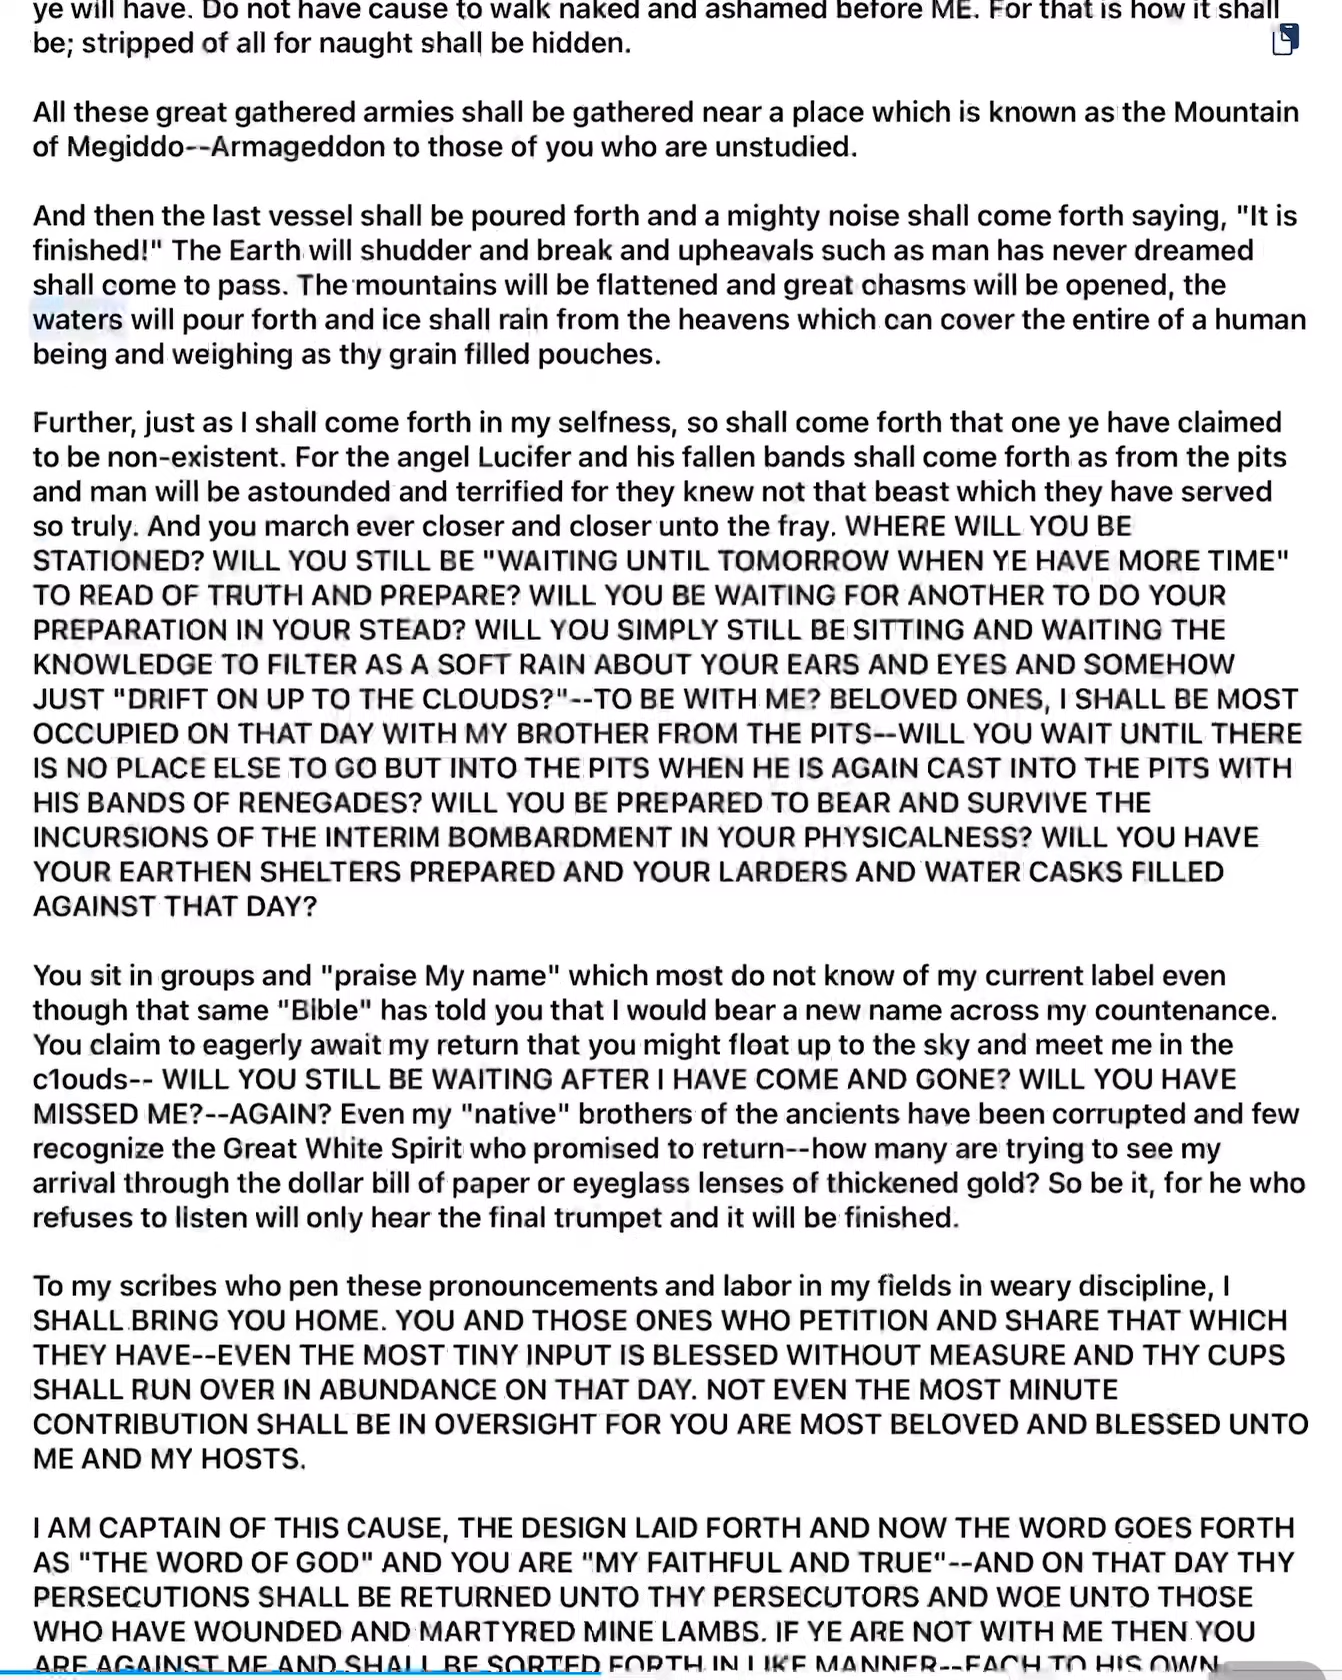 ye will have. Do not have cause to walk naked and ashamed before ME. For that is how it shall
be; stripped of all for naught shall be hidden.
All these great gathered armies shall be gathered near a place which is known as the Mountain
of Megiddo--Armageddon to those of you who are unstudied.
And then the last vessel shall be poured forth and a mighty noise shall come forth saying, "It is
finished!" The Earth will shudder and break and upheavals such as man has never dreamed
shall come to pass. The mountains will be flattened and great chasms will be opened, the
waters will pour forth and ice shall rain from the heavens which can cover the entire of a human
being and weighing as thy grain filled pouches.
Further, just as I shall come forth in my selfness, so shall come forth that one ye have claimed
to be non-existent. For the angel Lucifer and his fallen bands shall come forth as from the pits
and man will be astounded and terrified for they knew not that beast which they have served
so truly. And you march ever closer and closer unto the fray. WHERE WILL YOU BE
STATIONED? WILL YOU STILL BE "WAITING UNTIL TOMORROW WHEN YE HAVE MORE TIME"
TO READ OF TRUTH AND PREPARE? WILL YOU BE WAITING FOR ANOTHER TO DO YOUR
PREPARATION IN YOUR STEAD? WILL YOU SIMPLY STILL BE SITTING AND WAITING THE
KNOWLEDGE TO FILTER AS A SOFT RAIN ABOUT YOUR EARS AND EYES AND SOMEHOW
JUST "DRIFT ON UP TO THE CLOUDS?"--TO BE WITH ME? BELOVED ONES, I SHALL BE MOST
OCCUPIED ON THAT DAY WITH MY BROTHER FROM THE PITS--WILL YOU WAIT UNTIL THERE
IS NO PLACE ELSE TO GO BUT INTO THE PITS WHEN HE IS AGAIN CAST INTO THE PITS WITH
HIS BANDS OF RENEGADES? WILL YOU BE PREPARED TO BEAR AND SURVIVE THE
INCURSIONS OF THE INTERIM BOMBARDMENT IN YOUR PHYSICALNESS? WILL YOU HAVE
YOUR EARTHEN SHELTERS PREPARED AND YOUR LARDERS AND WATER CASKS FILLED
AGAINST THAT DAY?
You sit in groups and "praise My name" which most do not know of my current label even
though that same "Bible" has told you that I would bear a new name across my countenance.
You claim to eagerly await my return that you might float up to the sky and meet me in the
c1ouds-- WILL YOU STILL BE WAITING AFTER I HAVE COME AND GONE? WILL YOU HAVE
MISSED ME?--AGAIN? Even my "native" brothers of the ancients have been corrupted and few
recognize the Great White Spirit who promised to return--how many are trying to see my
arrival through the dollar bill of paper or eyeglass lenses of thickened gold? So be it, for he who
refuses to listen will only hear the final trumpet and it will be finished.
To my scribes who pen these pronouncements and labor in my fields in weary discipline, I
SHALL BRING YOU HOME. YOU AND THOSE ONES WHO PETITION AND SHARE THAT WHICH
THEY HAVE--EVEN THE MOST TINY INPUT IS BLESSED WITHOUT MEASURE AND THY CUPS
SHALL RUN OVER IN ABUNDANCE ON THAT DAY. NOT EVEN THE MOST MINUTE
CONTRIBUTION SHALL BE IN OVERSIGHT FOR YOU ARE MOST BELOVED AND BLESSED UNTO
ME AND MY HOSTS.
I AM CAPTAIN OF THIS CAUSE, THE DESIGN LAID FORTH AND NOW THE WORD GOES FORTH
AS "THE WORD OF GOD" AND YOU ARE "MY FAITHFUL AND TRUE"--AND ON THAT DAY THY
PERSECUTIONS SHALL BE RETURNED UNTO THY PERSECUTORS AND WOE UNTO THOSE
WHO HAVE WOUNDED AND MARTYRED MINE LAMBS. IF YE ARE NOT WITH ME THEN YOU
ARE AGAINST ME AND SHALL BE SORTED FORTH IN LIKE MANNER--EACH TO HIS OWN